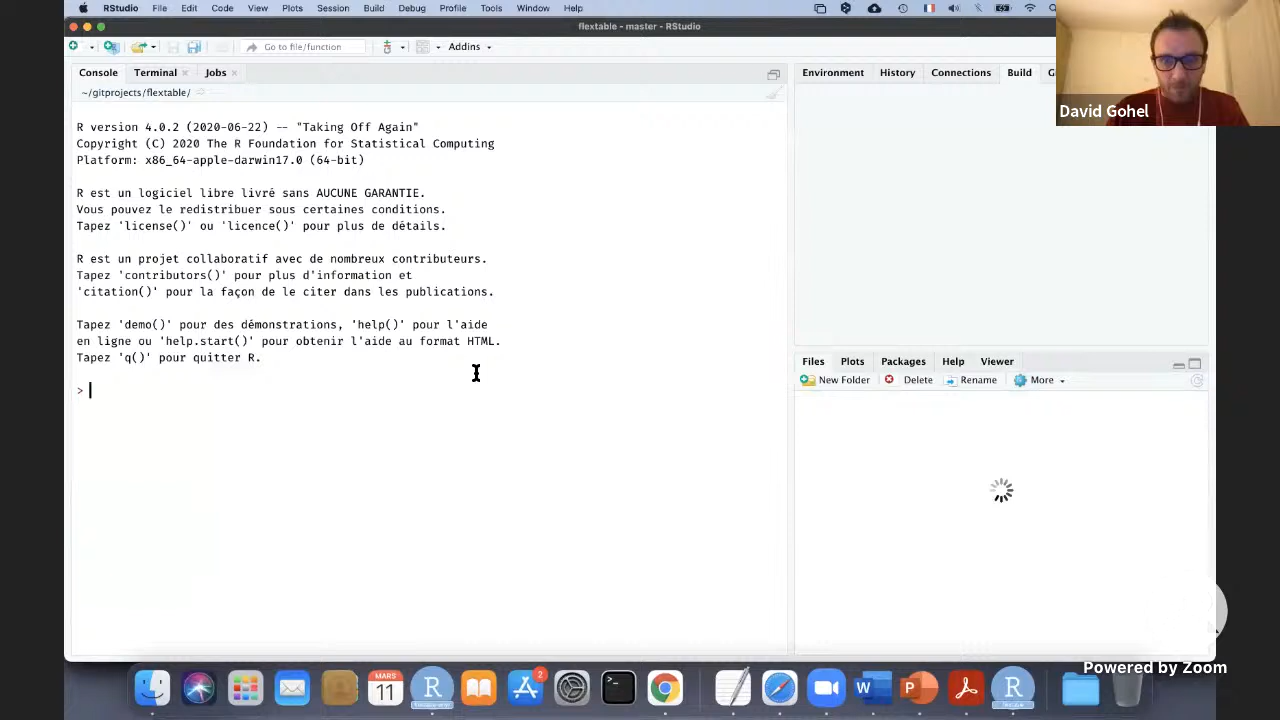 RStudio File Edit Code View Plots Session Build Debug Profile Tools Window Help
flextable - master - RStudio
Go to file/function Addins
Console Terminal Jobs
~/gitprojects/flextable/
R version 4.0.2 (2020-06-22) -- "Taking Off Again"
Copyright (C) 2020 The R Foundation for Statistical Computing
Platform: x86_64-apple-darwin17.0 (64-bit)
R est un logiciel libre livré sans AUCUNE GARANTIE.
Vous pouvez le redistribuer sous certaines conditions.
Tapez 'license()' ou 'licence()' pour plus de détails.
R est un projet collaboratif avec de nombreux contributeurs.
Tapez 'contributors()' pour plus d'information et
'citation()' pour la façon de le citer dans les publications.
Tapez 'demo()' pour des démonstrations, 'help()' pour l'aide
en ligne ou 'help.start()' pour obtenir l'aide au format HTML.
Tapez 'q()' pour quitter R.
>
Environment History Connections Build G
Files Plots Packages Help Viewer
New Folder Delete Rename More
David Gohel
MARS
11
2
R
W
P
R
Powered by Zoom